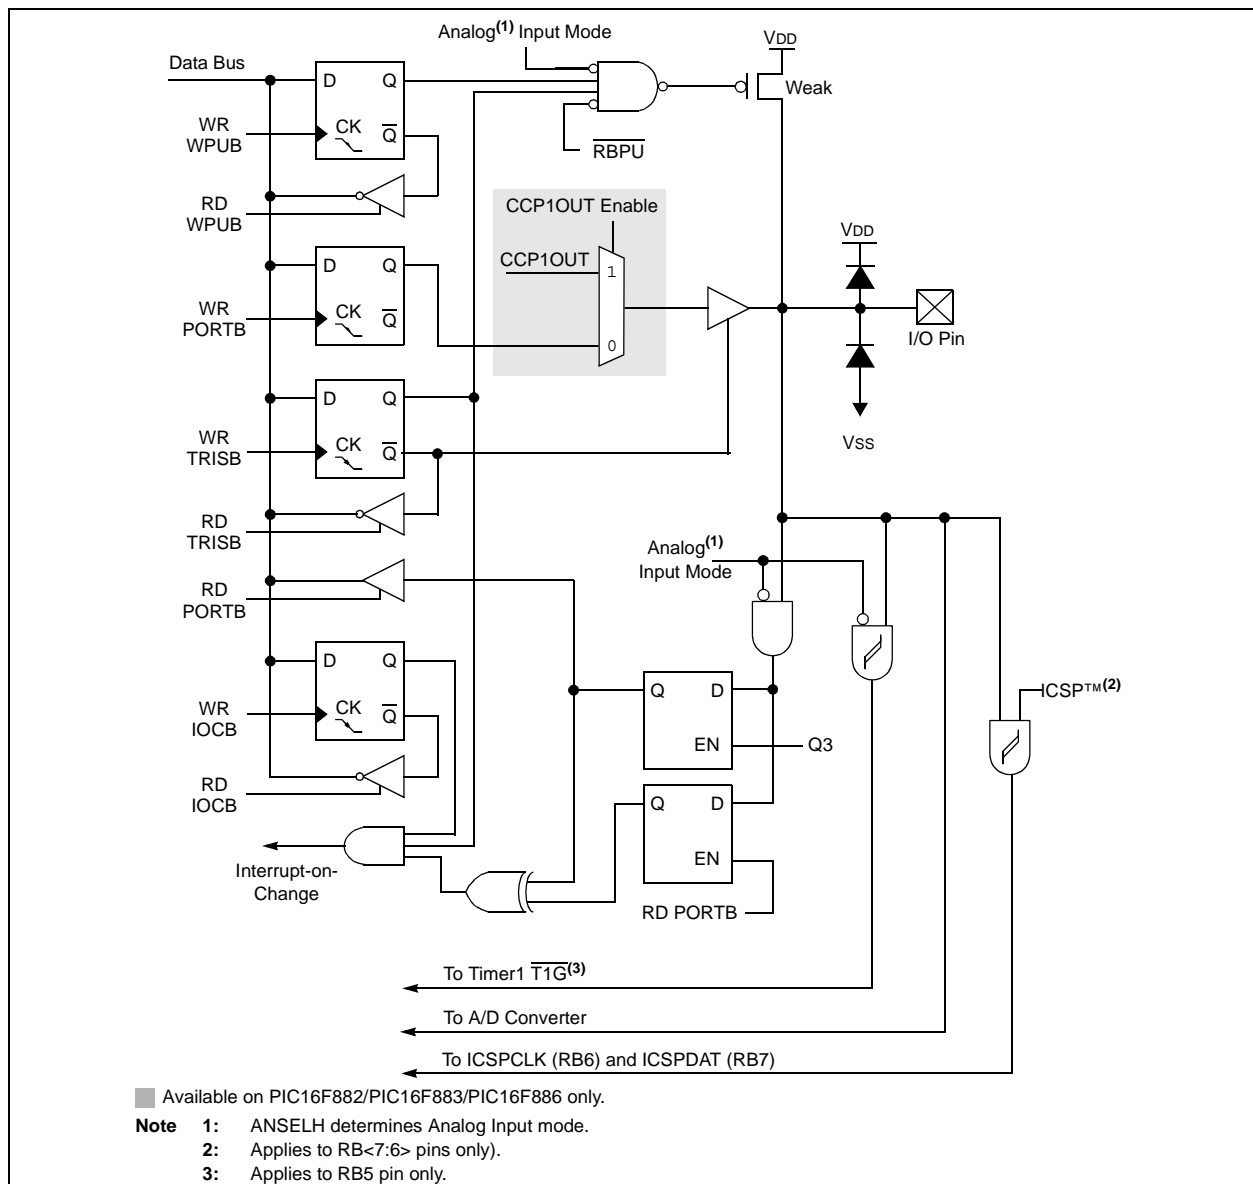 Analog(1) Input Mode
VDD
Data Bus
D Q
Weak
WR
WPUB
CK Q
RBPU
RD
WPUB
CCP1OUT Enable
VDD
D Q
CCP1OUT
1
WR
PORTB
CK Q
0
I/O Pin
D Q
WR
TRISB
CK Q
VSS
RD
TRISB
Analog(1)
Input Mode
RD
PORTB
D Q
Q D
ICSP™(2)
WR
IOCB
CK Q
EN
Q3
RD
IOCB
Q D
EN
Interrupt-on-
Change
RD PORTB
To Timer1 T1G(3)
To A/D Converter
To ICSPCLK (RB6) and ICSPDAT (RB7)
Available on PIC16F882/PIC16F883/PIC16F886 only.
Note 1: ANSELH determines Analog Input mode.
2: Applies to RB<7:6> pins only).
3: Applies to RB5 pin only.